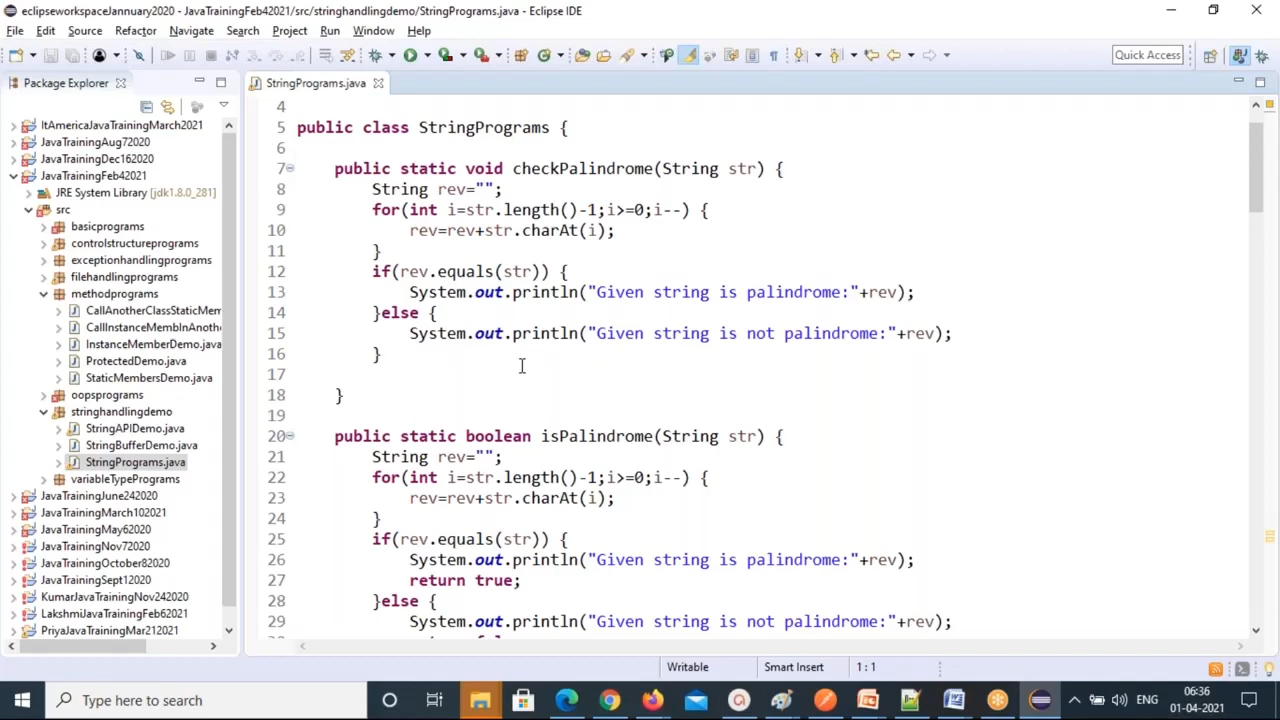 eclipseworkspaceJannuary2020 - JavaTrainingFeb42021/src/stringhandlingdemo/StringPrograms.java - Eclipse IDE
File Edit Source Refactor Navigate Search Project Run Window Help
Quick Access
Package Explorer
ItAmericaJavaTrainingMarch2021
JavaTrainingAug72020
JavaTrainingDec162020
JavaTrainingFeb42021
JRE System Library [jdk1.8.0_281]
src
basicprograms
controlstructureprograms
exceptionhandlingprograms
filehandlingprograms
methodprograms
CallAnotherClassStaticMem
CallInstanceMembInAnoth
InstanceMemberDemo.java
ProtectedDemo.java
StaticMembersDemo.java
oopsprograms
stringhandlingdemo
StringAPIDemo.java
StringBufferDemo.java
StringPrograms.java
variableTypePrograms
JavaTrainingJune242020
JavaTrainingMarch102021
JavaTrainingMay62020
JavaTrainingNov72020
JavaTrainingOctober82020
JavaTrainingSept12020
KumarJavaTrainingNov242020
LakshmiJavaTrainingFeb62021
PriyaJavaTrainingMar212021
StringPrograms.java
4
5 public class StringPrograms {
6
7 public static void checkPalindrome(String str) {
8 String rev="";
9 for(int i=str.length()-1;i>=0;i--) {
10 rev=rev+str.charAt(i);
11 }
12 if(rev.equals(str)) {
13 System.out.println("Given string is palindrome:"+rev);
14 }else {
15 System.out.println("Given string is not palindrome:"+rev);
16 }
17
18 }
19
20 public static boolean isPalindrome(String str) {
21 String rev="";
22 for(int i=str.length()-1;i>=0;i--) {
23 rev=rev+str.charAt(i);
24 }
25 if(rev.equals(str)) {
26 System.out.println("Given string is palindrome:"+rev);
27 return true;
28 }else {
29 System.out.println("Given string is not palindrome:"+rev);
Writable Smart Insert 1 : 1
Type here to search
ENG
06:36
01-04-2021